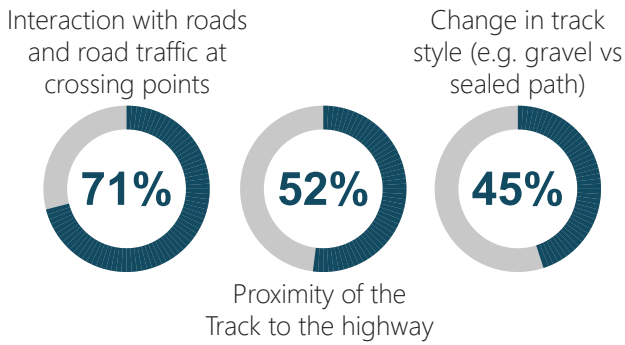 Interaction with roads
and road traffic at
crossing points
Change in track
style (e.g. gravel vs
sealed path)
71%
52%
45%
Proximity of the
Track to the highway